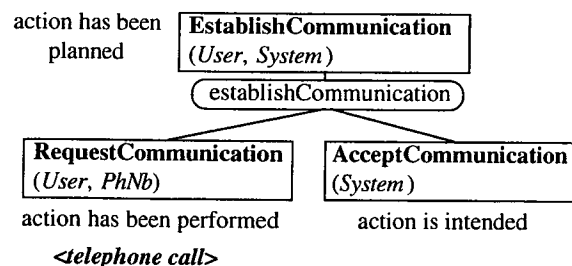 action has been
planned
EstablishCommunication
(User, System)
establishCommunication
RequestCommunication
(User, PhNb)
AcceptCommunication
(System)
action has been performed
action is intended
<telephone call>